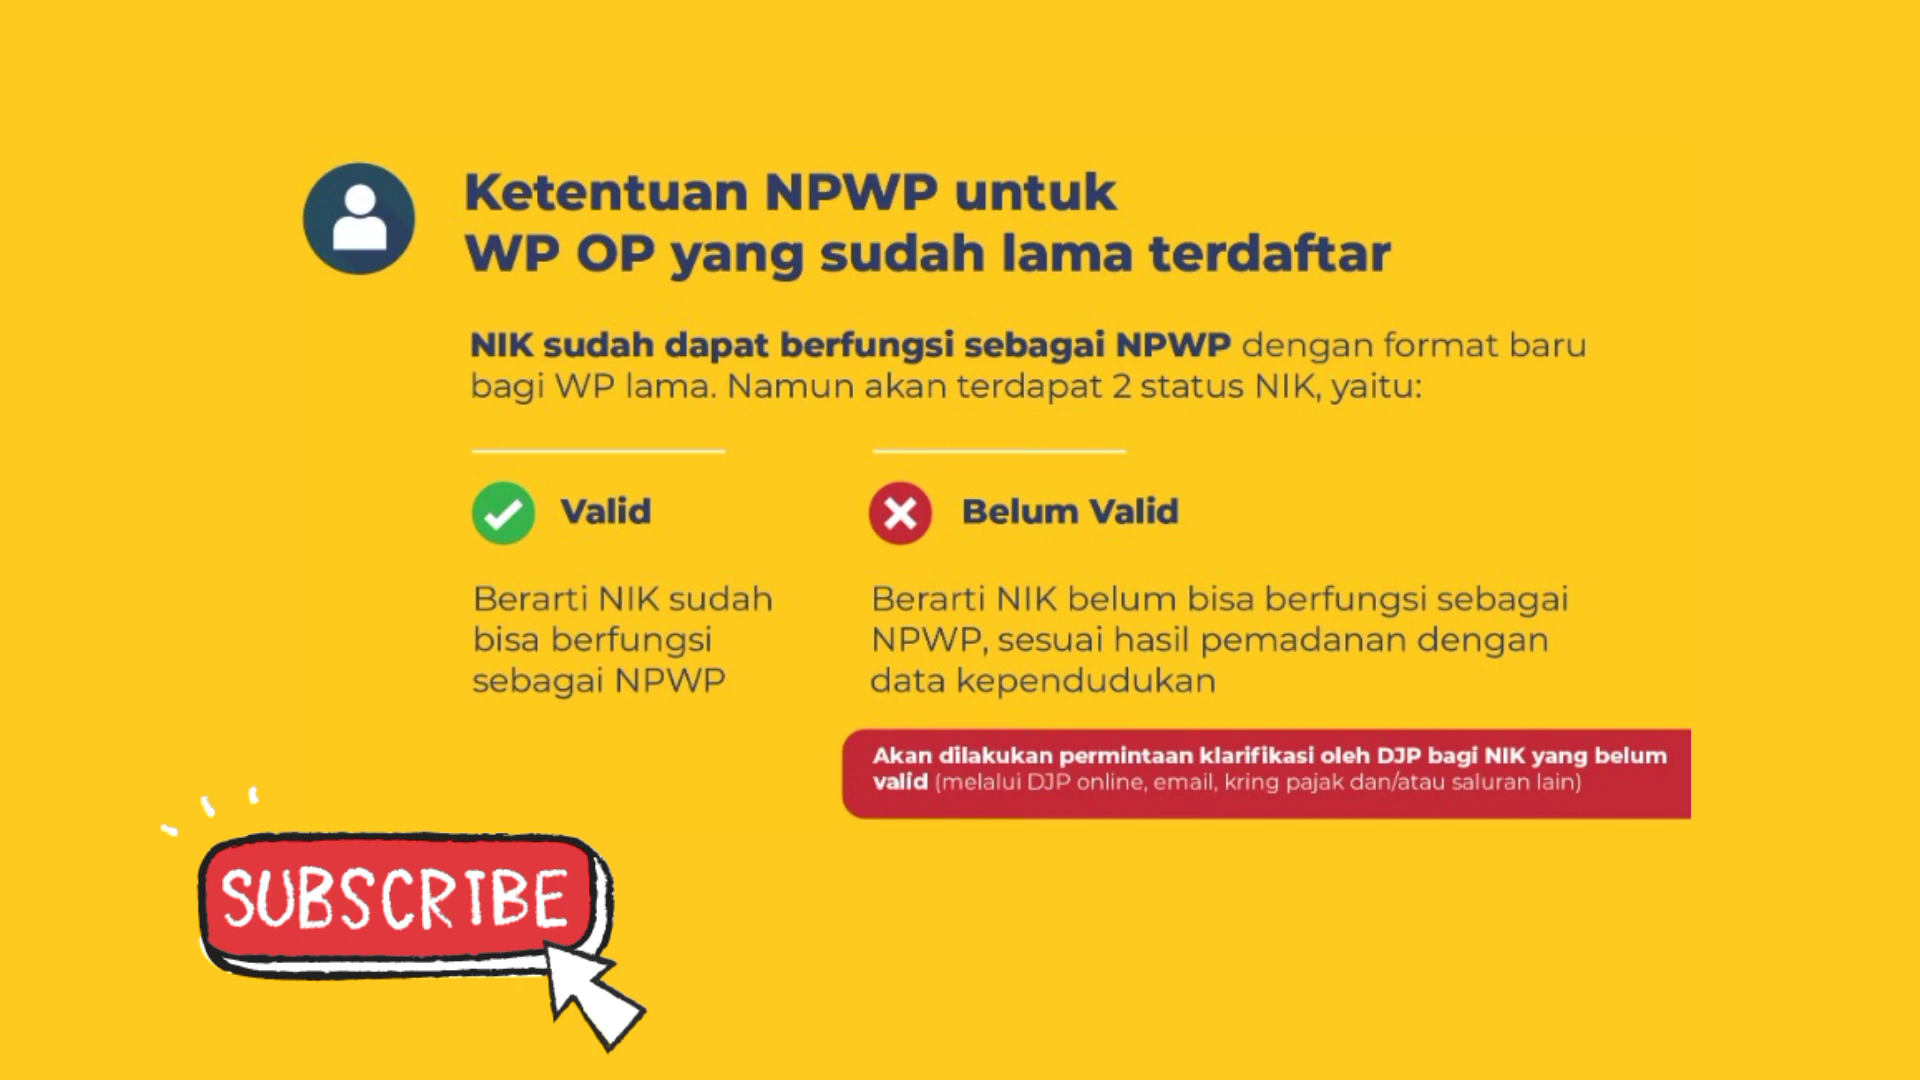 Ketentuan NPWP untuk
WP OP yang sudah lama terdaftar
NIK sudah dapat berfungsi sebagai NPWP dengan format baru
bagi WP lama. Namun akan terdapat 2 status NIK, yaitu:
Valid
Berarti NIK sudah
bisa berfungsi
sebagai NPWP
Belum Valid
Berarti NIK belum bisa berfungsi sebagai
NPWP, sesuai hasil pemadanan dengan
data kependudukan
Akan dilakukan permintaan klarifikasi oleh DJP bagi NIK yang belum
valid (melalui DJP online, email, kring pajak dan/atau saluran lain)
SUBSCRIBE